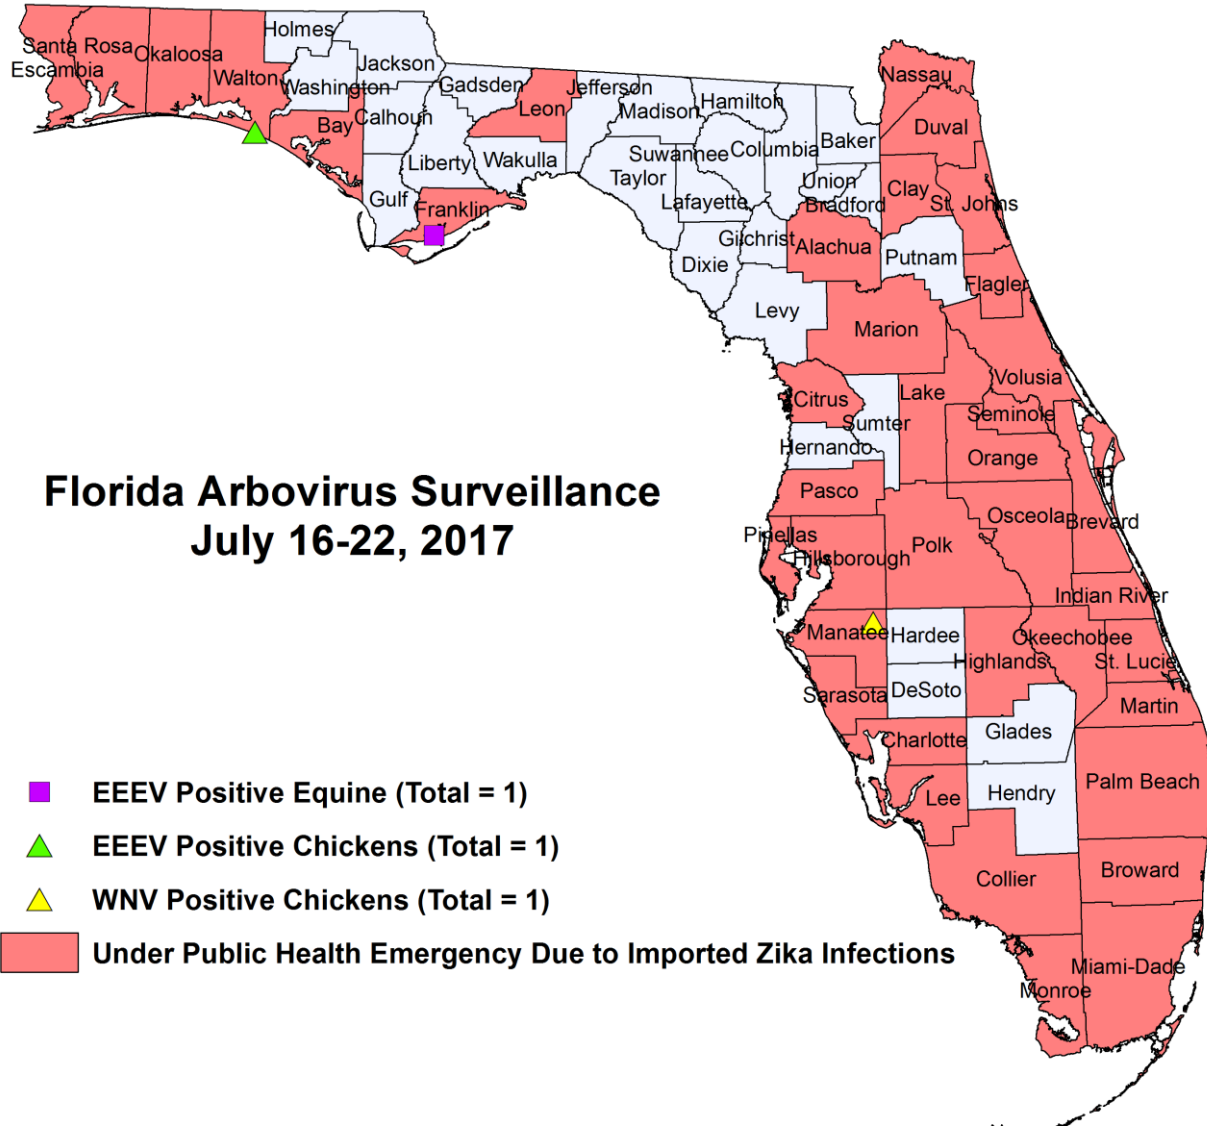 Holmes
Santa Rosa
Okaloosa
Jackson
Escambia
Walton
Washington
Gadsden
Jefferson
Leon
Madison
Hamilton
Nassau
Bay
Calhoun
Duval
Baker
Liberty
Wakulla
Suwannee
Columbia
Taylor
Union
Clay
Gulf
Franklin
Lafayette
Bradford
St. Johns
Gilchrist
Alachua
Dixie
Putnam
Flagler
Levy
Marion
Volusia
Citrus
Lake
Sumter
Seminole
Hernando
Orange
Florida Arbovirus Surveillance
July 16-22, 2017
Pasco
Osceola
Brevard
Pinellas
Hillsborough
Polk
Indian River
Manatee
Hardee
Okeechobee
Highlands
St. Lucie
Sarasota
DeSoto
Martin
Charlotte
Glades
Palm Beach
Lee
Hendry
Collier
Broward
Miami-Dade
Monroe
EEEV Positive Equine (Total = 1)
EEEV Positive Chickens (Total = 1)
WNV Positive Chickens (Total = 1)
Under Public Health Emergency Due to Imported Zika Infections